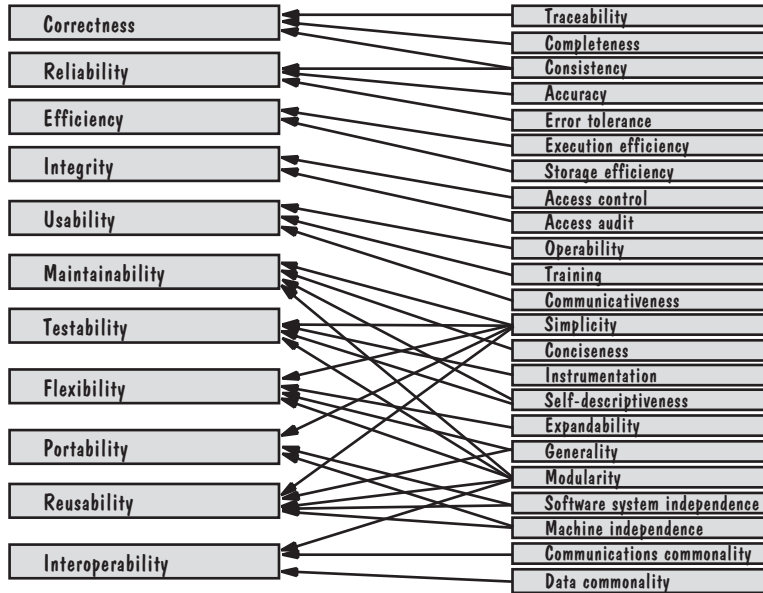 Correctness
Reliability
Efficiency
Integrity
Usability
Maintainability
Testability
Flexibility
Portability
Reusability
Interoperability
Traceability
Completeness
Consistency
Accuracy
Error tolerance
Execution efficiency
Storage efficiency
Access control
Access audit
Operability
Training
Communicativeness
Simplicity
Conciseness
Instrumentation
Self-descriptiveness
Expandability
Generality
Modularity
Software system independence
Machine independence
Communications commonality
Data commonality